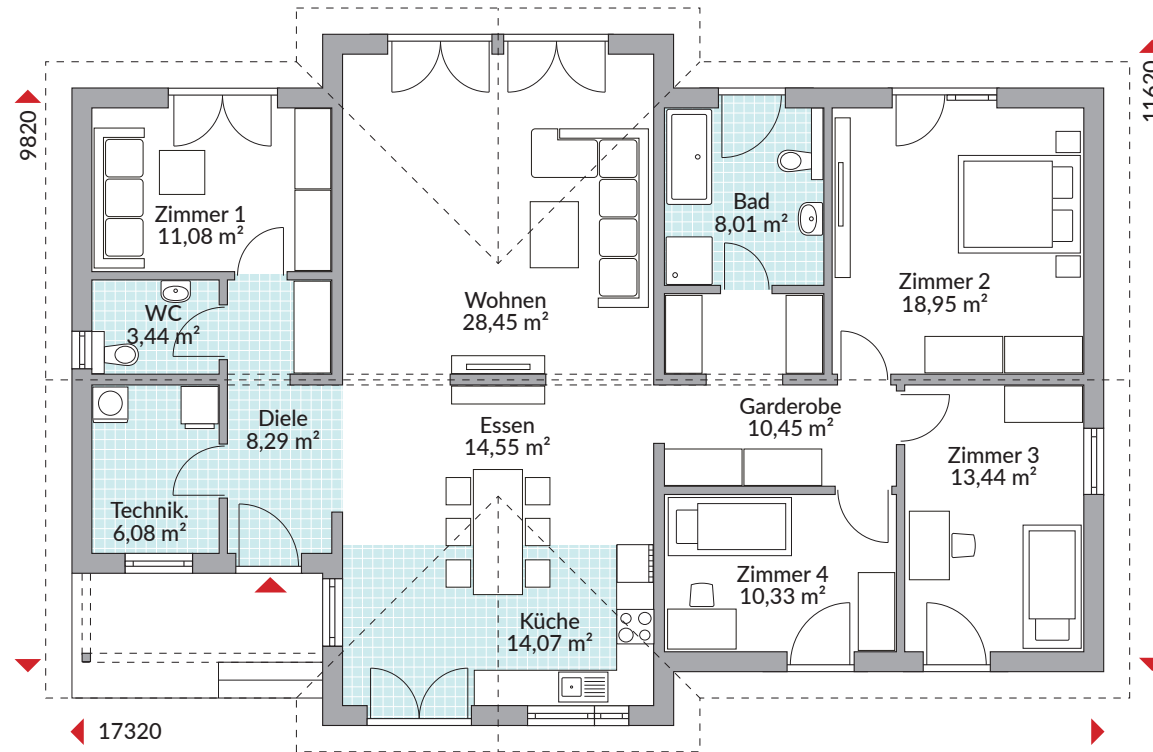 11620
9820
Zimmer 1
11,08 m²
Bad
8,01 m²
Wohnen
28,45 m²
Zimmer 2
18,95 m²
WC
3,44 m²
Diele
8,29 m²
Essen
14,55 m²
Garderobe
10,45 m²
Zimmer 3
13,44 m²
Technik.
6,08 m²
Zimmer 4
10,33 m²
Küche
14,07 m²
17320